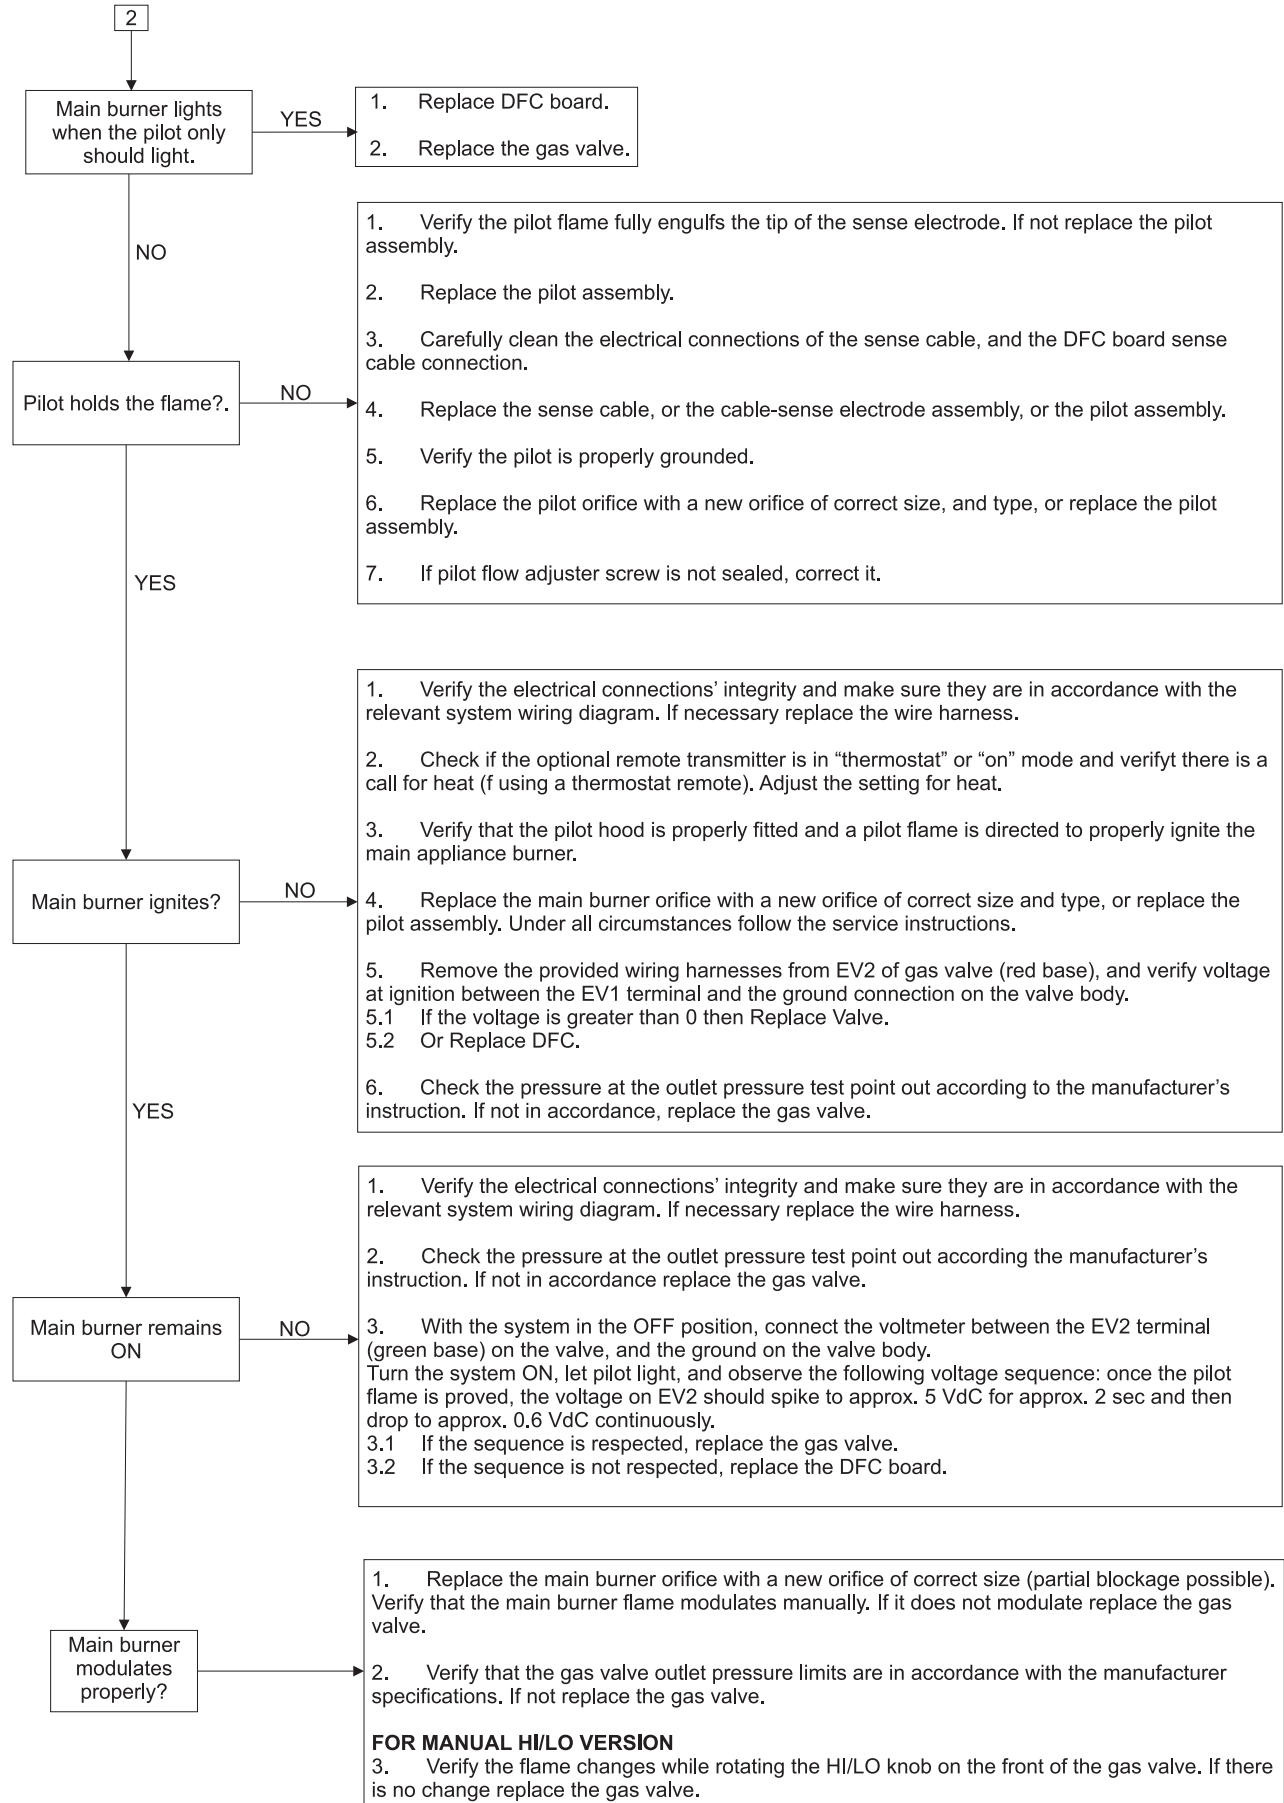 2
Main burner lights
when the pilot only
should light.
YES
1. Replace DFC board.
2. Replace the gas valve.
NO
Pilot holds the flame?.
NO
1. Verify the pilot flame fully engulfs the tip of the sense electrode. If not replace the pilot
assembly.
2. Replace the pilot assembly.
3. Carefully clean the electrical connections of the sense cable, and the DFC board sense
cable connection.
4. Replace the sense cable, or the cable-sense electrode assembly, or the pilot assembly.
5. Verify the pilot is properly grounded.
6. Replace the pilot orifice with a new orifice of correct size, and type, or replace the pilot
assembly.
7. If pilot flow adjuster screw is not sealed, correct it.
YES
Main burner ignites?
NO
1. Verify the electrical connections’ integrity and make sure they are in accordance with the
relevant system wiring diagram. If necessary replace the wire harness.
2. Check if the optional remote transmitter is in “thermostat” or “on” mode and verifyt there is a
call for heat (f using a thermostat remote). Adjust the setting for heat.
3. Verify that the pilot hood is properly fitted and a pilot flame is directed to properly ignite the
main appliance burner.
4. Replace the main burner orifice with a new orifice of correct size and type, or replace the
pilot assembly. Under all circumstances follow the service instructions.
5. Remove the provided wiring harnesses from EV2 of gas valve (red base), and verify voltage
at ignition between the EV1 terminal and the ground connection on the valve body.
5.1 If the voltage is greater than 0 then Replace Valve.
5.2 Or Replace DFC.
6. Check the pressure at the outlet pressure test point out according to the manufacturer’s
instruction. If not in accordance, replace the gas valve.
YES
Main burner remains
ON
NO
1. Verify the electrical connections’ integrity and make sure they are in accordance with the
relevant system wiring diagram. If necessary replace the wire harness.
2. Check the pressure at the outlet pressure test point out according the manufacturer’s
instruction. If not in accordance replace the gas valve.
3. With the system in the OFF position, connect the voltmeter between the EV2 terminal
(green base) on the valve, and the ground on the valve body.
Turn the system ON, let pilot light, and observe the following voltage sequence: once the pilot
flame is proved, the voltage on EV2 should spike to approx. 5 VdC for approx. 2 sec and then
drop to approx. 0.6 VdC continuously.
3.1 If the sequence is respected, replace the gas valve.
3.2 If the sequence is not respected, replace the DFC board.
Main burner
modulates
properly?
1. Replace the main burner orifice with a new orifice of correct size (partial blockage possible).
Verify that the main burner flame modulates manually. If it does not modulate replace the gas
valve.
2. Verify that the gas valve outlet pressure limits are in accordance with the manufacturer
specifications. If not replace the gas valve.
FOR MANUAL HI/LO VERSION
3. Verify the flame changes while rotating the HI/LO knob on the front of the gas valve. If there
is no change replace the gas valve.